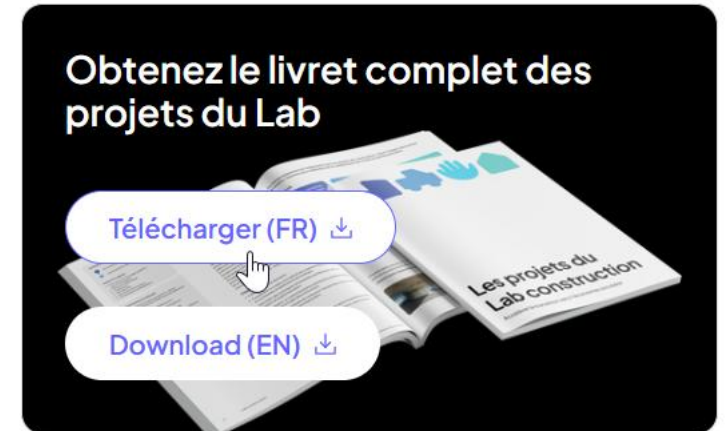 Obtenez le livret complet des
projets du Lab
Télécharger (FR)
Les projets du
Lab construction
Download (EN)